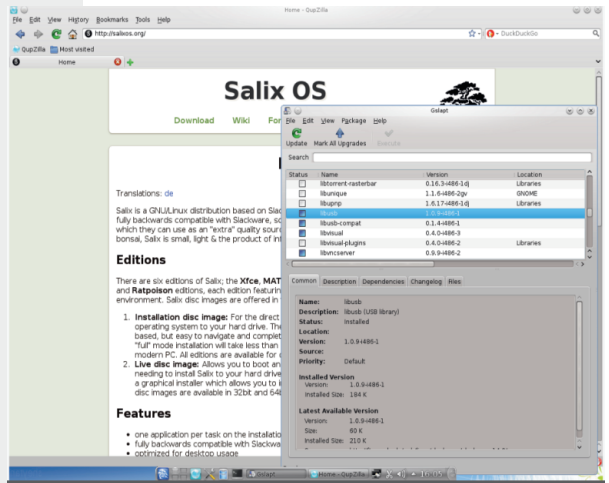 Home - QupZilla
File Edit View History Bookmarks Tools Help
http://salixos.org/
DuckDuckGo
QupZilla Most visited
Home
Salix OS
Download Wiki For
Translations: de
Salix is a GNU/Linux distribution based on Slac
fully backwards compatible with Slackware, so
which they can use as an "extra" quality sourc
bonsai, Salix is small, light & the product of inf
Editions
There are six editions of Salix; the Xfce, MAT
and Ratpoison editions, each edition featurin
environment. Salix disc images are offered in
1. Installation disc image: For the direct
operating system to your hard drive. The
based, but easy to navigate and complet
"full" mode installation will take less than
modern PC. All editions are available for
2. Live disc image: Allows you to boot an
needing to install Salix to your hard drive
a graphical installer which allows you to i
disc images are available in 32bit and 64
Features
• one application per task on the installatio
• fully backwards compatible with Slackwa
• optimized for desktop usage
Gslapt
File Edit View Package Help
Update Mark All Upgrades Execute
Search
Status Name Version Location
libtorrent-rasterbar 0.16.3-i486-1dj Libraries
libunique 1.1.6-i486-2gv GNOME
libupnp 1.6.17-i486-1dj Libraries
libusb 1.0.9-i486-1
libusb-compat 0.1.4-i486-1
libvisual 0.4.0-i486-3
libvisual-plugins 0.4.0-i486-2 Libraries
libvncserver 0.9.9-i486-2
Common Description Dependencies Changelog Files
Name: libusb
Description: libusb (USB library)
Status: Installed
Location:
Version: 1.0.9-i486-1
Source:
Priority: Default
Installed Version
Version: 1.0.9-i486-1
Installed Size: 184 K
Latest Available Version
Version: 1.0.9-i486-1
Size: 60 K
Installed Size: 210 K
Gslapt
Home - QupZilla